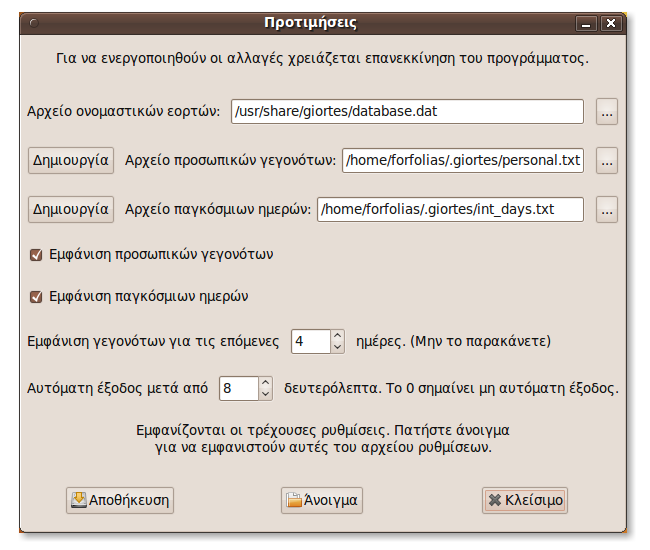 Προτιμήσεις
Για να ενεργοποιηθούν οι αλλαγές χρειάζεται επανεκκίνηση του προγράμματος.
Αρχείο ονομαστικών εορτών: /usr/share/giortes/database.dat ...
Δημιουργία Αρχείο προσωπικών γεγονότων: /home/forfolias/.giortes/personal.txt ...
Δημιουργία Αρχείο παγκόσμιων ημερών: /home/forfolias/.giortes/int_days.txt ...
Εμφάνιση προσωπικών γεγονότων
Εμφάνιση παγκόσμιων ημερών
Εμφάνιση γεγονότων για τις επόμενες 4 ημέρες. (Μην το παρακάνετε)
Αυτόματη έξοδος μετά από 8 δευτερόλεπτα. Το 0 σημαίνει μη αυτόματη έξοδος.
Εμφανίζονται οι τρέχουσες ρυθμίσεις. Πατήστε άνοιγμα
για να εμφανιστούν αυτές του αρχείου ρυθμίσεων.
Αποθήκευση Άνοιγμα Κλείσιμο